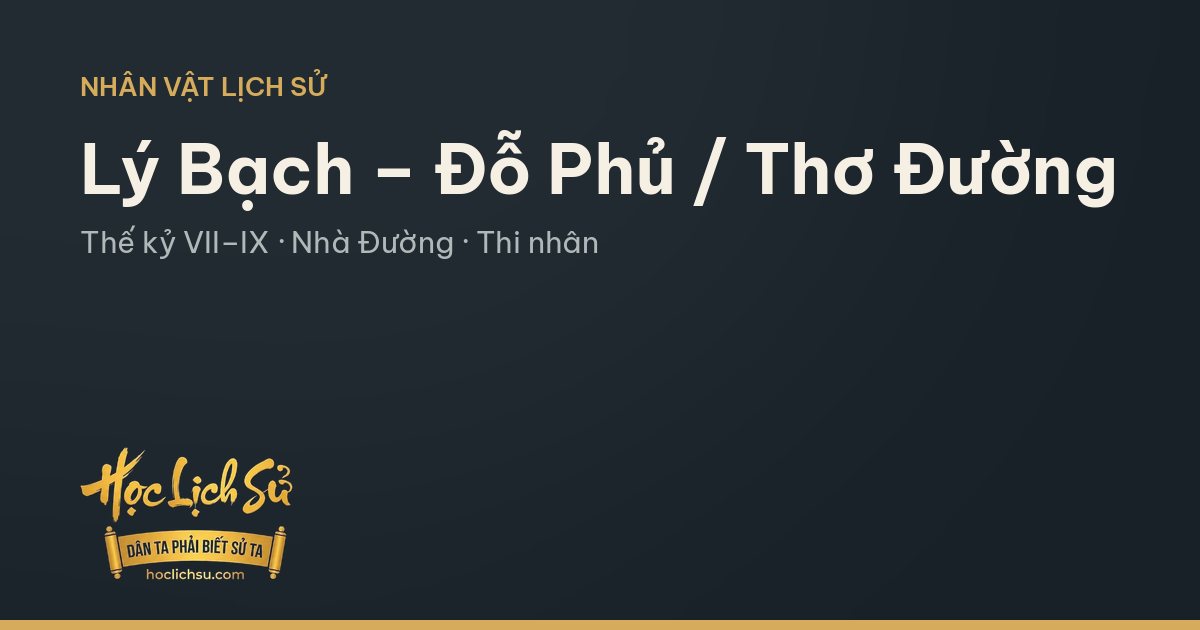 NHÂN VẬT LỊCH SỬ
Lý Bạch – Đỗ Phủ / Thơ Đường
Thế kỷ VII–IX · Nhà Đường · Thi nhân
Học Lịch Sử
DÂN TA PHẢI BIẾT SỬ TA
hoclichsu.com